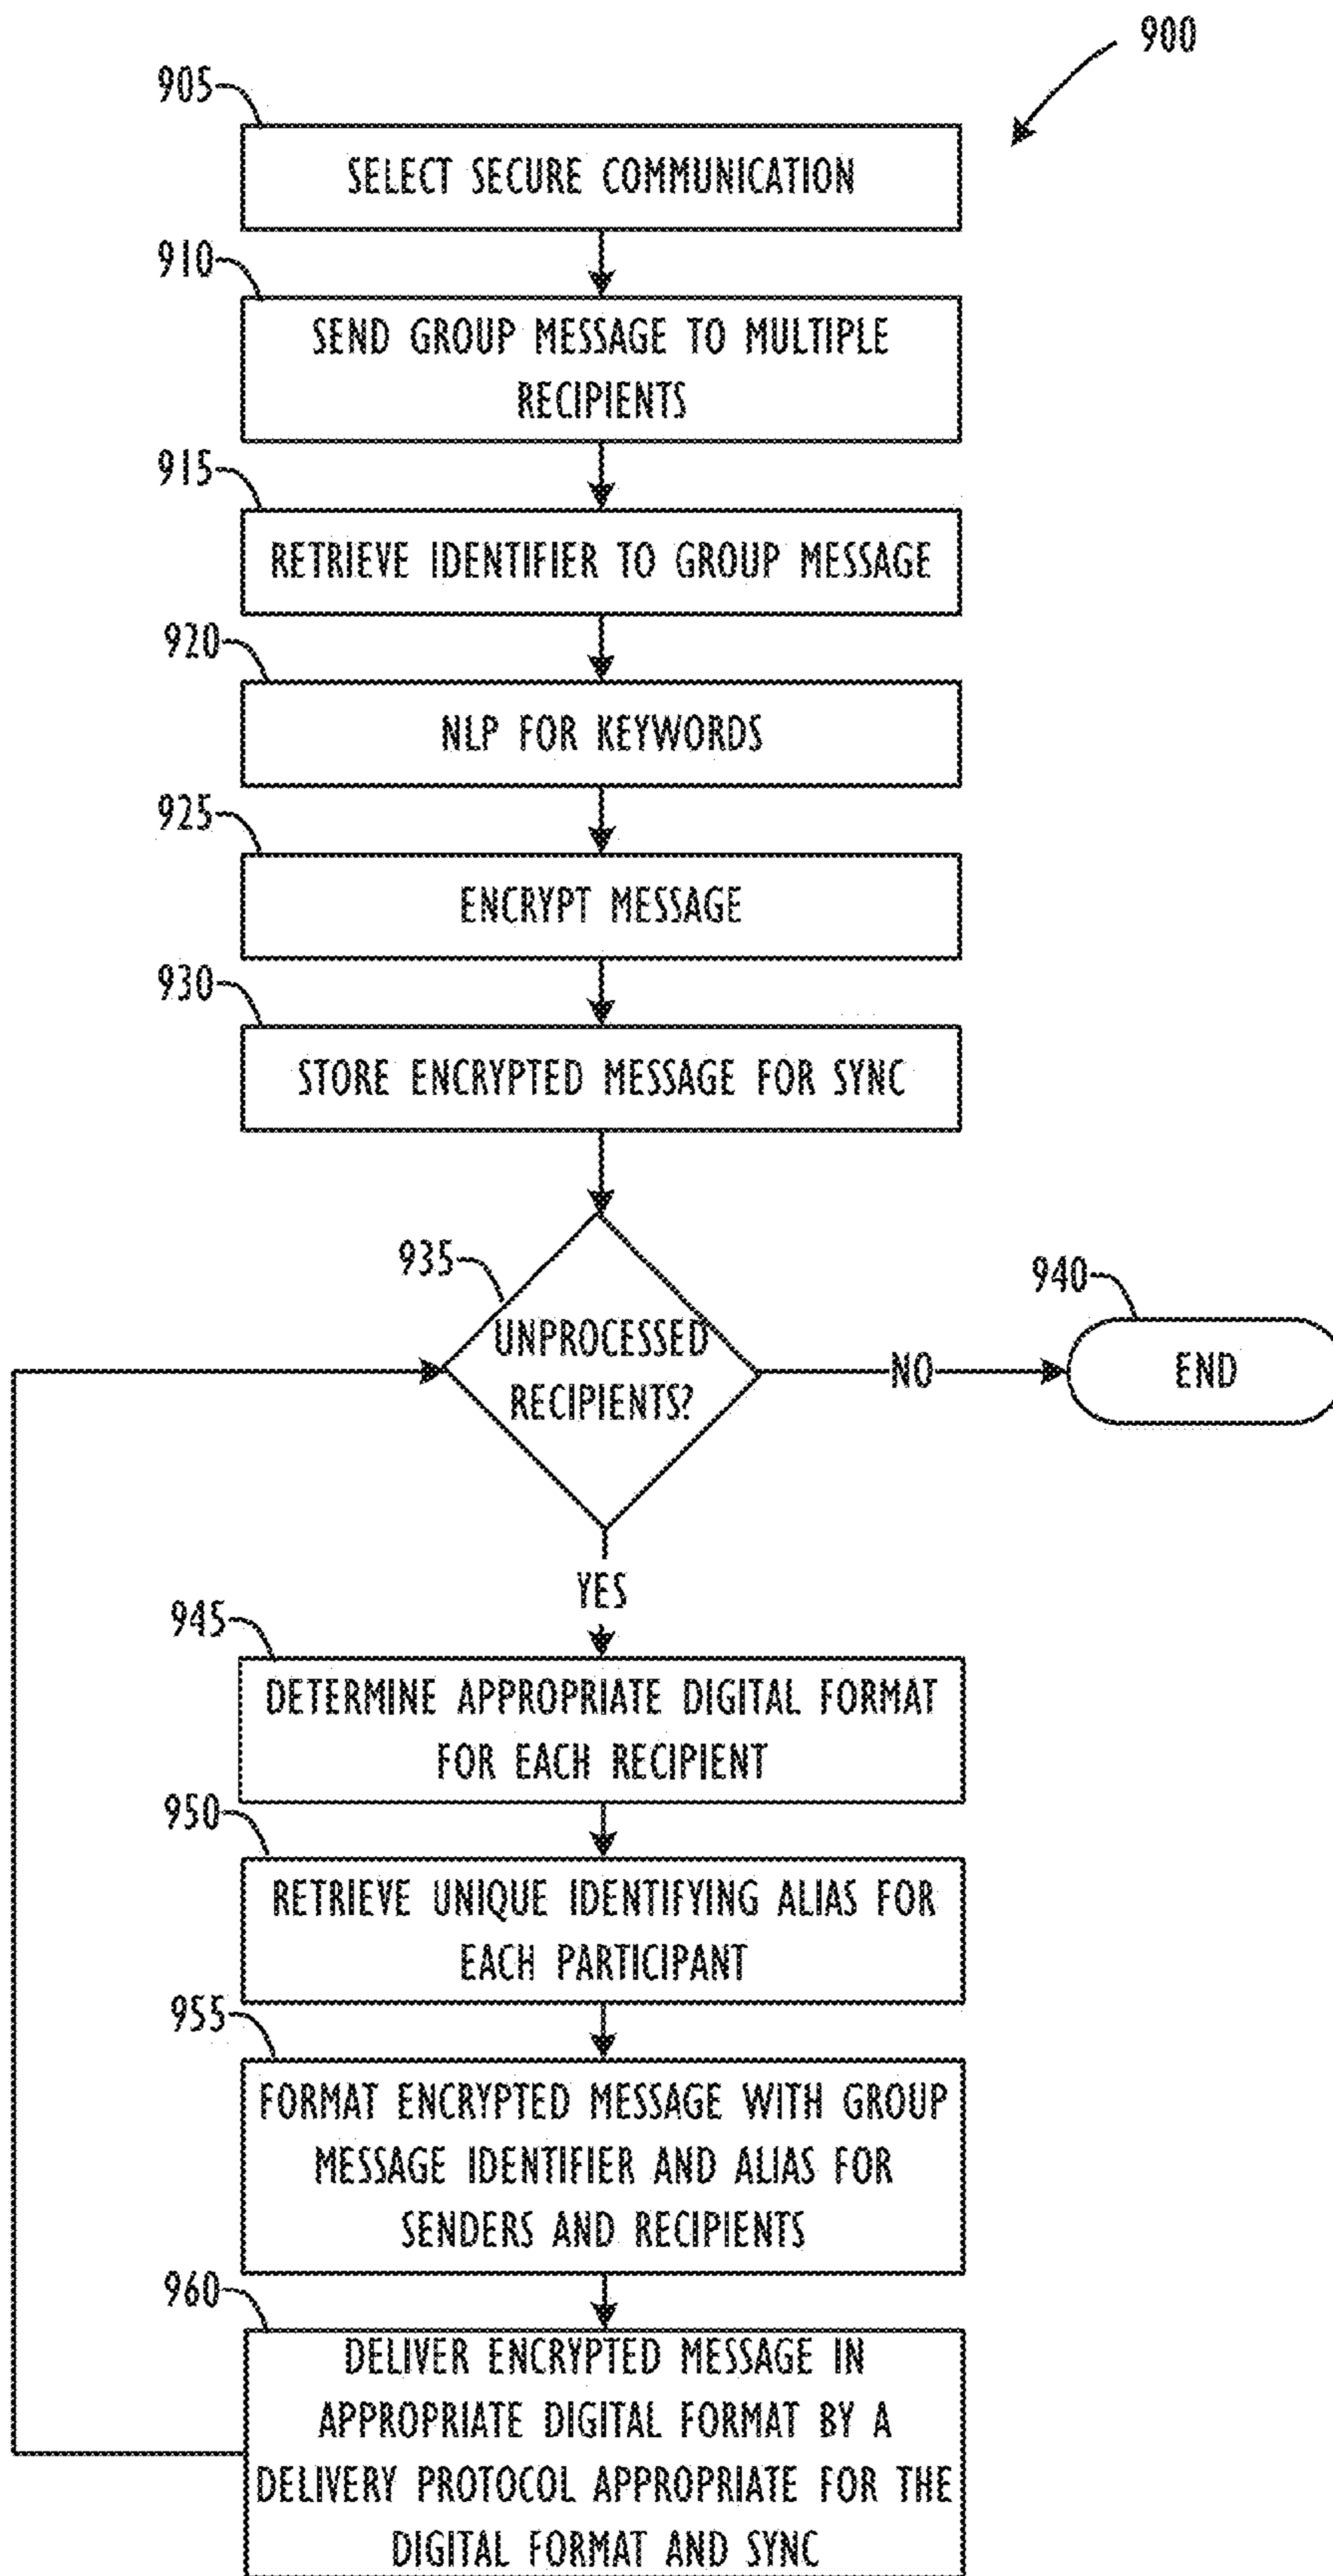 900
905
SELECT SECURE COMMUNICATION
910
SEND GROUP MESSAGE TO MULTIPLE
RECIPIENTS
915
RETRIEVE IDENTIFIER TO GROUP MESSAGE
920
NLP FOR KEYWORDS
925
ENCRYPT MESSAGE
930
STORE ENCRYPTED MESSAGE FOR SYNC
935
UNPROCESSED
RECIPIENTS?
NO
940
END
YES
945
DETERMINE APPROPRIATE DIGITAL FORMAT
FOR EACH RECIPIENT
950
RETRIEVE UNIQUE IDENTIFYING ALIAS FOR
EACH PARTICIPANT
955
FORMAT ENCRYPTED MESSAGE WITH GROUP
MESSAGE IDENTIFIER AND ALIAS FOR
SENDERS AND RECIPIENTS
960
DELIVER ENCRYPTED MESSAGE IN
APPROPRIATE DIGITAL FORMAT BY A
DELIVERY PROTOCOL APPROPRIATE FOR THE
DIGITAL FORMAT AND SYNC